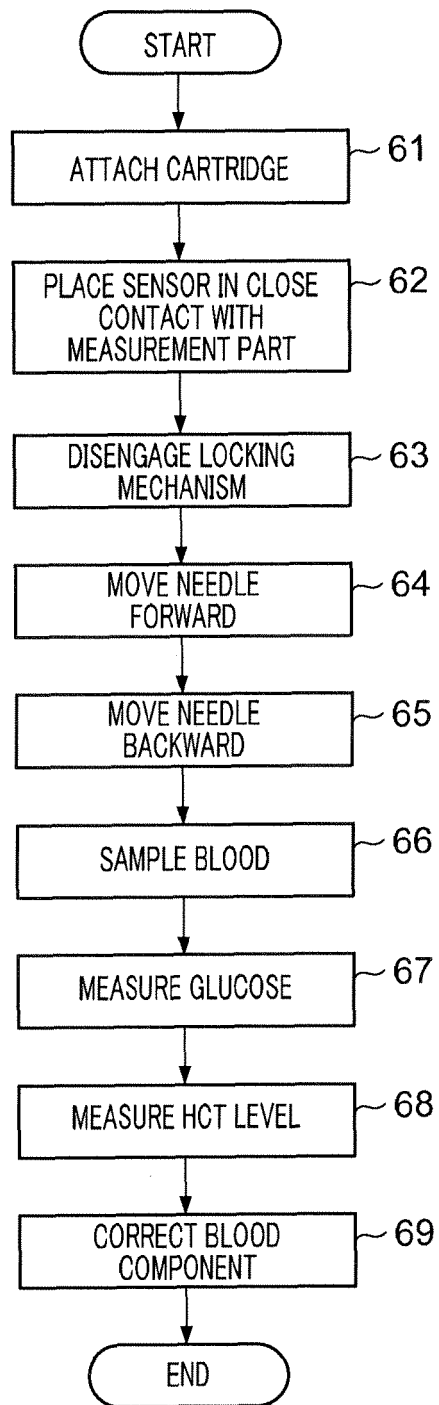 START
ATTACH CARTRIDGE
61
PLACE SENSOR IN CLOSE
CONTACT WITH
MEASUREMENT PART
62
DISENGAGE LOCKING
MECHANISM
63
MOVE NEEDLE
FORWARD
64
MOVE NEEDLE
BACKWARD
65
SAMPLE BLOOD
66
MEASURE GLUCOSE
67
MEASURE HCT LEVEL
68
CORRECT BLOOD
COMPONENT
69
END